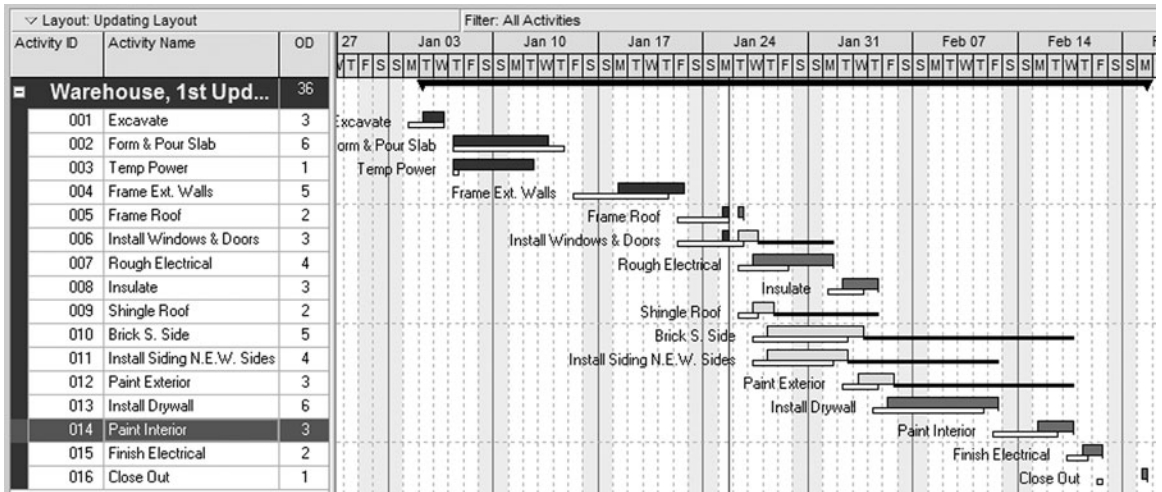 Layout: Updating Layout Filter: All Activities
Activity ID Activity Name OD 27 Jan 03 Jan 10 Jan 17 Jan 24 Jan 31 Feb 07 Feb 14 F
T F S S M T W T F S S M T W T F S S M T W T F S S M T W T F S S M T W T F S S M T W T F S S M T W T F S S M
Warehouse, 1st Upd... 36
001 Excavate 3 Excavate
002 Form & Pour Slab 6 orm & Pour Slab
003 Temp Power 1 Temp Power
004 Frame Ext. Walls 5 Frame Ext. Walls
005 Frame Roof 2 Frame Roof
006 Install Windows & Doors 3 Install Windows & Doors
007 Rough Electrical 4 Rough Electrical
008 Insulate 3 Insulate
009 Shingle Roof 2 Shingle Roof
010 Brick S. Side 5 Brick S. Side
011 Install Siding N.E.W. Sides 4 Install Siding N.E.W. Sides
012 Paint Exterior 3 Paint Exterior
013 Install Drywall 6 Install Drywall
014 Paint Interior 3 Paint Interior
015 Finish Electrical 2 Finish Electrical
016 Close Out 1 Close Out